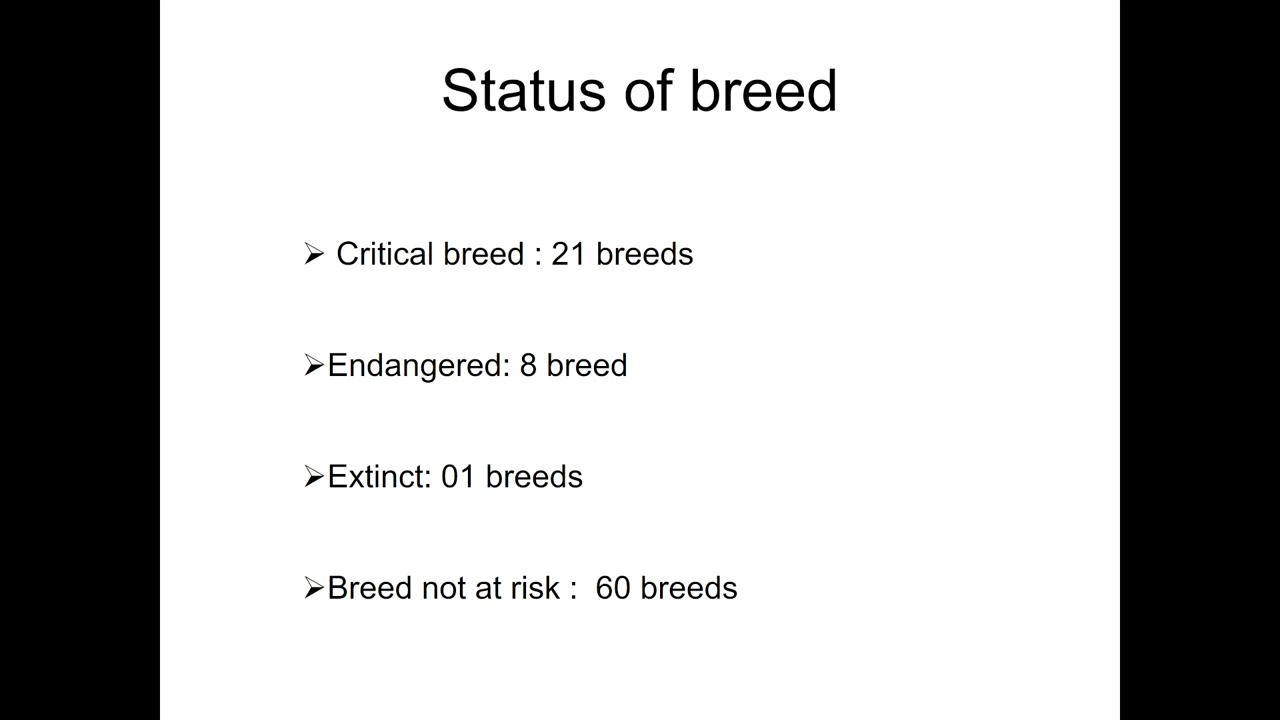 Status of breed
➢ Critical breed : 21 breeds
➢Endangered: 8 breed
➢Extinct: 01 breeds
➢Breed not at risk :  60 breeds